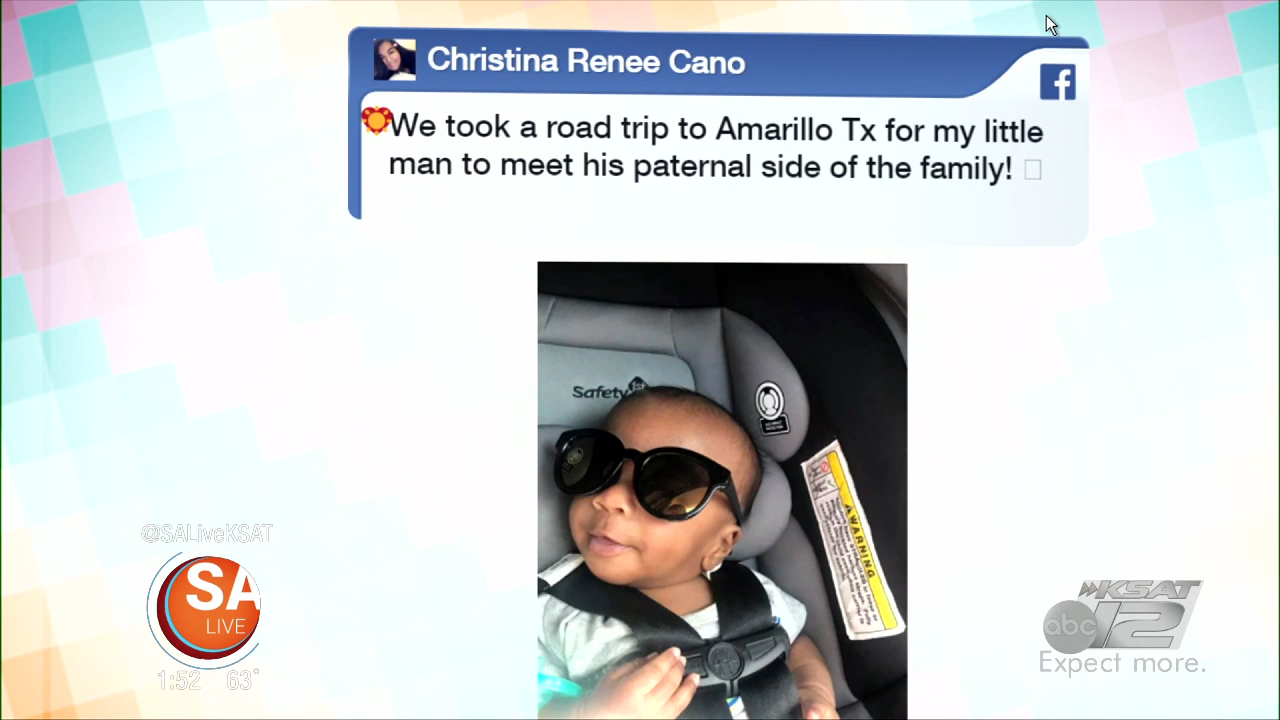 Christina Renee Cano
We took a road trip to Amarillo Tx for my little
man to meet his paternal side of the family!
Safety 1st
WARNING
@SALiveKSAT
SA
LIVE
1:52 63°
KSAT
abc 12
Expect more.